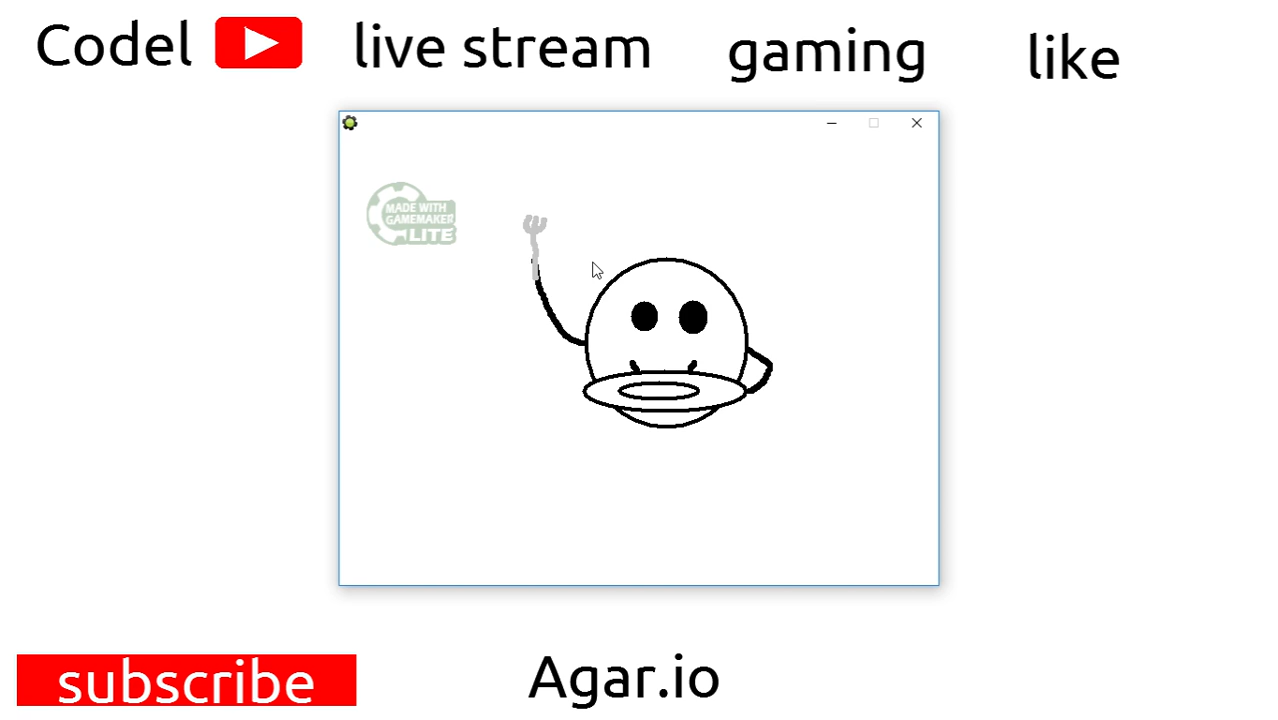 Codel live stream gaming like
MADE WITH
GAMEMAKER
LITE
subscribe Agar.io